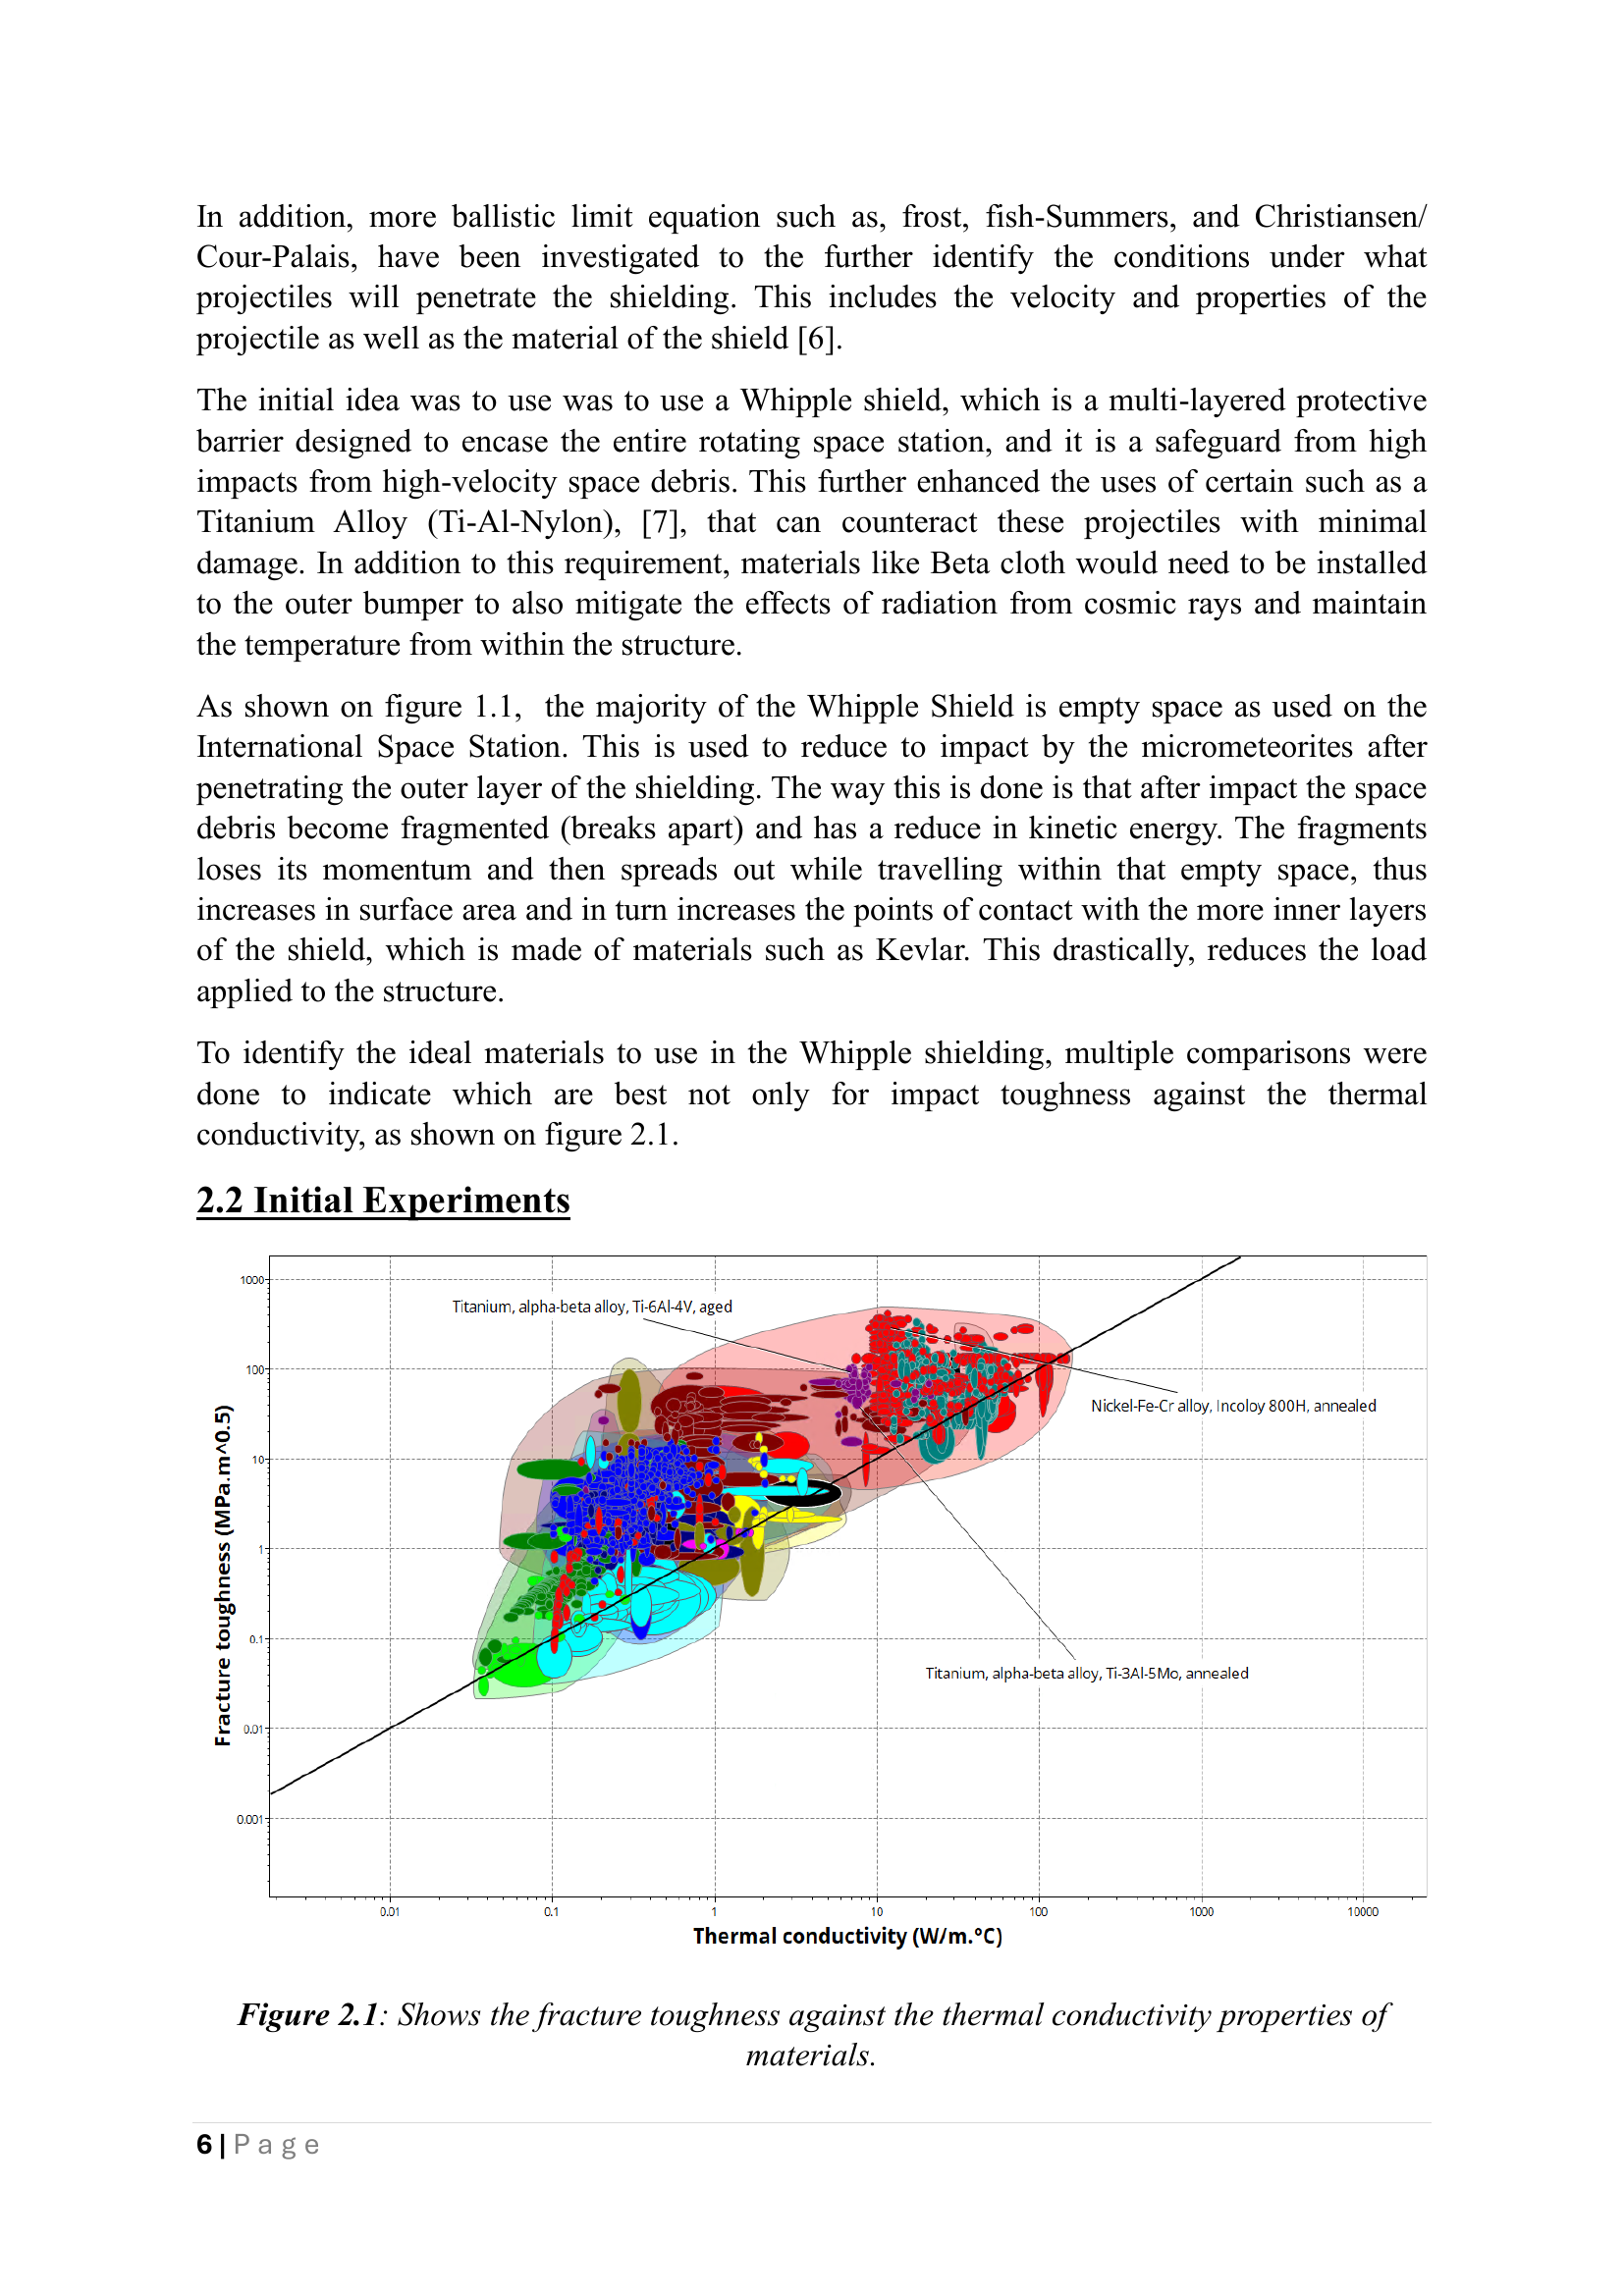 In addition, more ballistic limit equation such as, frost, fish-Summers, and Christiansen/
Cour-Palais, have been investigated to the further identify the conditions under what
projectiles will penetrate the shielding. This includes the velocity and properties of the
projectile as well as the material of the shield [6].
The initial idea was to use was to use a Whipple shield, which is a multi-layered protective
barrier designed to encase the entire rotating space station, and it is a safeguard from high
impacts from high-velocity space debris. This further enhanced the uses of certain such as a
Titanium Alloy (Ti-Al-Nylon), [7], that can counteract these projectiles with minimal
damage. In addition to this requirement, materials like Beta cloth would need to be installed
to the outer bumper to also mitigate the effects of radiation from cosmic rays and maintain
the temperature from within the structure.
As shown on figure 1.1, the majority of the Whipple Shield is empty space as used on the
International Space Station. This is used to reduce to impact by the micrometeorites after
penetrating the outer layer of the shielding. The way this is done is that after impact the space
debris become fragmented (breaks apart) and has a reduce in kinetic energy. The fragments
loses its momentum and then spreads out while travelling within that empty space, thus
increases in surface area and in turn increases the points of contact with the more inner layers
of the shield, which is made of materials such as Kevlar. This drastically, reduces the load
applied to the structure.
To identify the ideal materials to use in the Whipple shielding, multiple comparisons were
done to indicate which are best not only for impact toughness against the thermal
conductivity, as shown on figure 2.1.
2.2 Initial Experiments
Fracture toughness (MPa.m^0.5)
1000
100
10
1
0.1
0.01
0.001
Titanium, alpha-beta alloy, Ti-6Al-4V, aged
Nickel-Fe-Cr alloy, Incoloy 800H, annealed
Titanium, alpha-beta alloy, Ti-3Al-5Mo, annealed
0.01 0.1 1 10 100 1000 10000
Thermal conductivity (W/m.°C)
Figure 2.1: Shows the fracture toughness against the thermal conductivity properties of
materials.
6 | Page